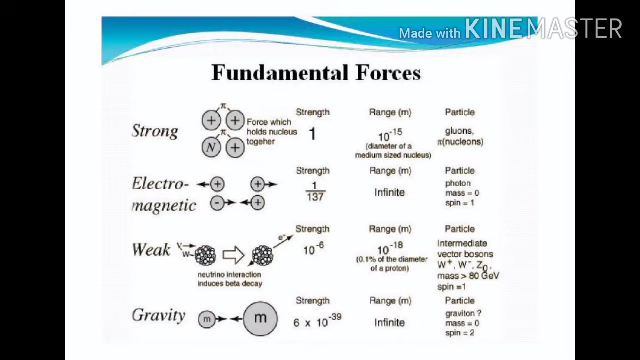 Made with KINEMASTER
Fundamental Forces
Strong
π
+ +
π
N +
Force which
holds nucleus
togeher
Strength
1
Range (m)
10⁻¹⁵
(diameter of a
medium sized nucleus)
Particle
gluons,
π(nucleons)
Electro-
magnetic
+ +
- +
Strength
1
137
Range (m)
Infinite
Particle
photon
mass = 0
spin = 1
Weak
ν
W-
e-
neutrino interaction
induces beta decay
Strength
10⁻⁶
Range (m)
10⁻¹⁸
(0.1% of the diameter
of a proton)
Particle
Intermediate
vector bosons
W⁺, W⁻, Z₀,
mass > 80 GeV
spin =1
Gravity
m m
Strength
6 x 10⁻³⁹
Range (m)
Infinite
Particle
graviton ?
mass = 0
spin = 2